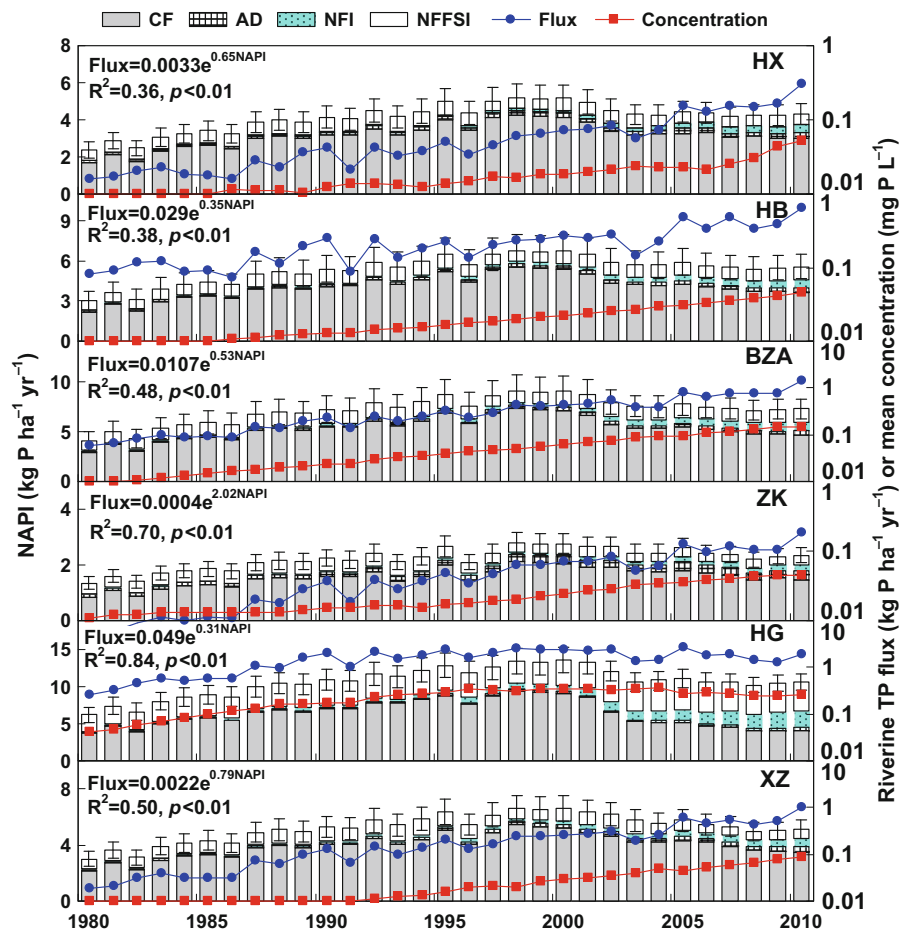 CF AD NFI NFFSI Flux Concentration
8 1
Flux=0.0033e^0.65NAPI HX
R²=0.36, p<0.01
6
4 0.1
2
0 0.01
9 Flux=0.029e^0.35NAPI HB 1
R²=0.38, p<0.01
6
0.1
3
0 0.01
Flux=0.0107e^0.53NAPI BZA 10
10 R²=0.48, p<0.01 1
5
0.1
0 0.01
Flux=0.0004e^2.02NAPI ZK 1
4
R²=0.70, p<0.01
2 0.1
0 0.01
Flux=0.049e^0.31NAPI HG 10
15 R²=0.84, p<0.01
10 1
5 0.1
0 0.01
Flux=0.0022e^0.79NAPI XZ 10
8
R²=0.50, p<0.01 1
4
0.1
0 0.01
1980 1985 1990 1995 2000 2005 2010
NAPI (kg P ha⁻¹ yr⁻¹)
Riverine TP flux (kg P ha⁻¹ yr⁻¹) or mean concentration (mg P L⁻¹)